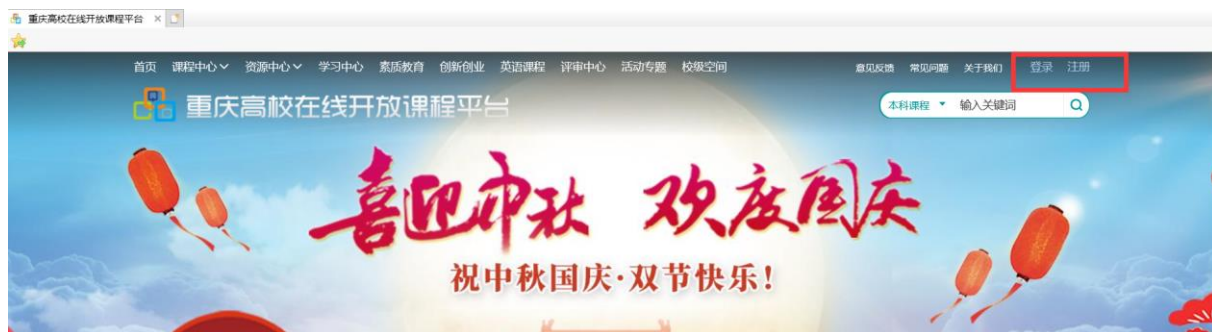 重庆高校在线开放课程平台
首页 课程中心 资源中心 学习中心 素质教育 创新创业 英语课程 评审中心 活动专题 校级空间 意见反馈 常见问题 关于我们 登录 注册
重庆高校在线开放课程平台 本科课程 输入关键词
喜迎中秋 欢度国庆
祝中秋国庆·双节快乐!